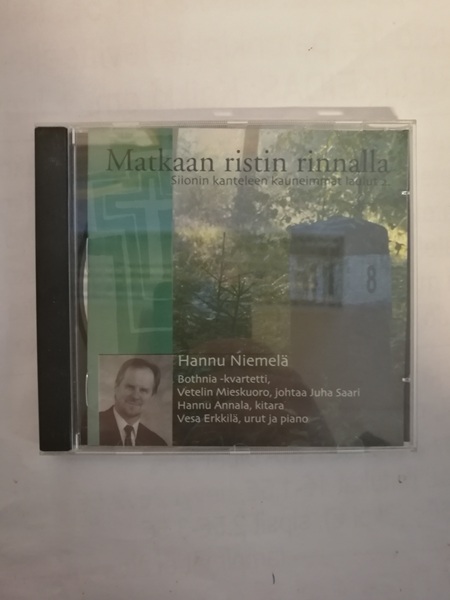 Matkaan ristin rinnalla
Siionin kanteleen kauneimmat laulut 2.
8
Hannu Niemelä
Bothnia -kvartetti,
Vetelin Mieskuoro, johtaa Juha Saari
Hannu Annala, kitara
Vesa Erkkilä, urut ja piano